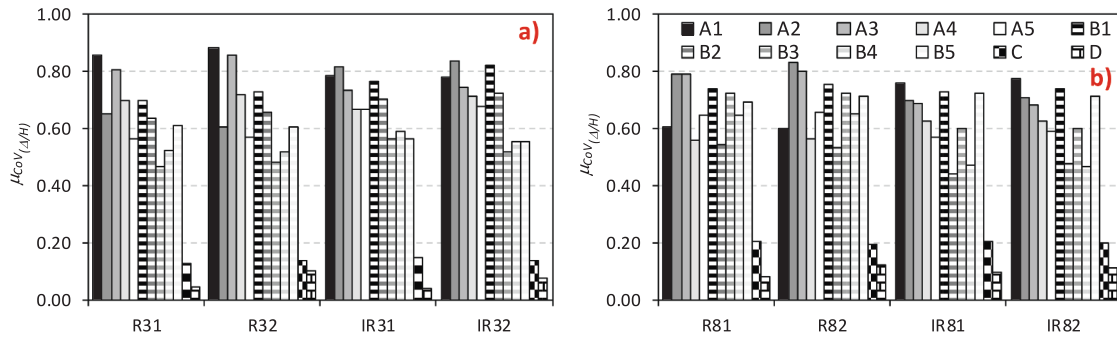 1.00
0.80
0.60
0.40
0.20
0.00
μCoV(Δ/H)
R31 R32 IR31 IR32
a)
1.00
0.80
0.60
0.40
0.20
0.00
μCoV(Δ/H)
A1 A2 A3 A4 A5 B1
B2 B3 B4 B5 C D
b)
R81 R82 IR81 IR82